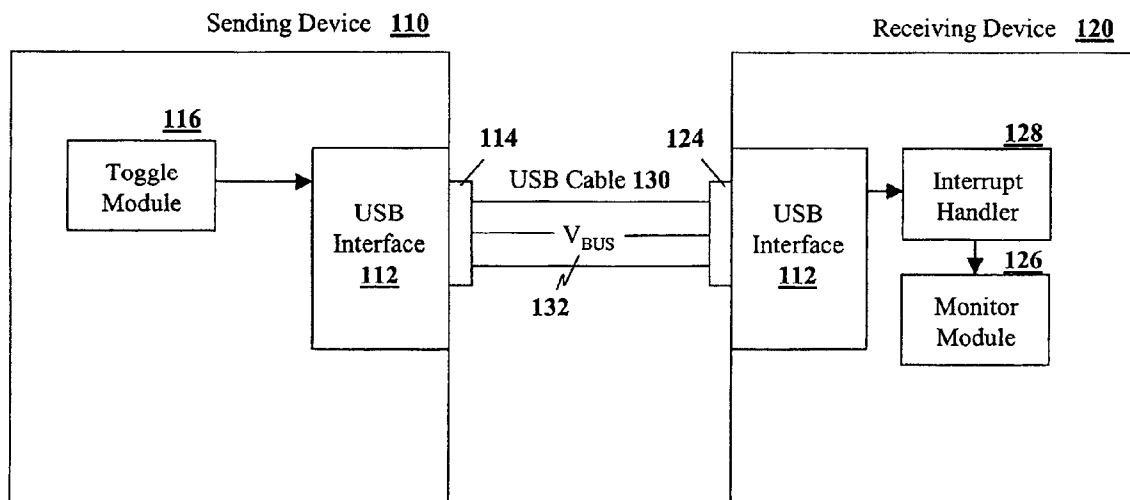 Sending Device 110
Receiving Device 120
116
Toggle
Module
USB
Interface
112
114
USB Cable 130
VBUS
132
124
USB
Interface
112
128
Interrupt
Handler
126
Monitor
Module